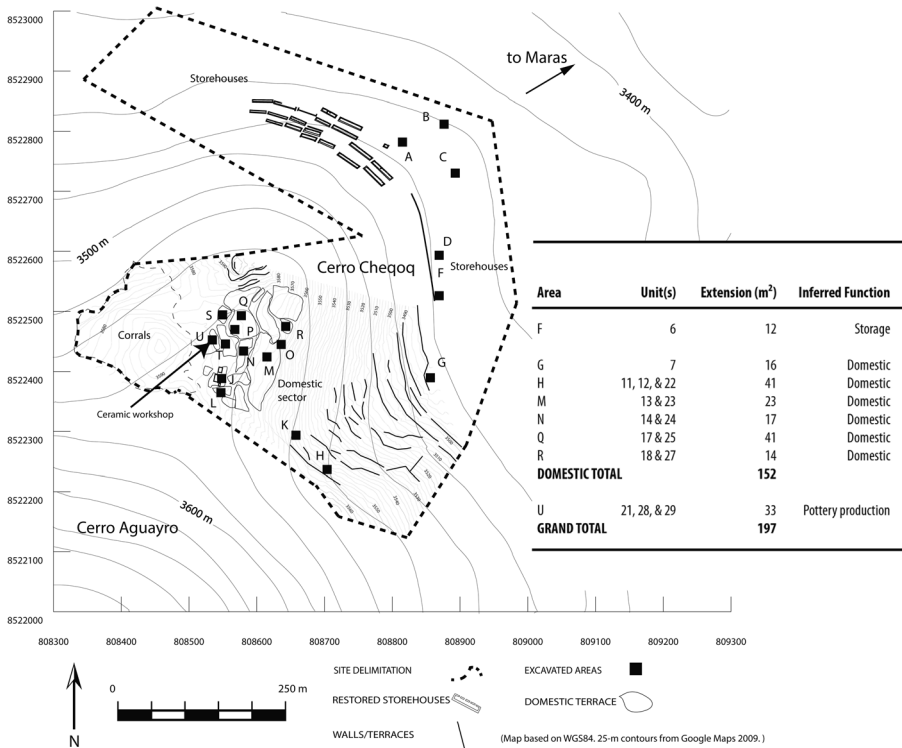 8523000
8522900
8522800
8522700
8522600
8522500
8522400
8522300
8522200
8522100
8522000
808300 808400 808500 808600 808700 808800 808900 809000 809100 809200 809300
to Maras
3400 m
Storehouses
B
A
C
D
F
Storehouses
3500 m
Cerro Cheqoq
Corrals
S
Q
U
P
R
T
N
O
M
J
L
Domestic
sector
G
Ceramic workshop
K
H
3600 m
Cerro Aguayro
Area Unit(s) Extension (m²) Inferred Function
F 6 12 Storage
G 7 16 Domestic
H 11, 12, & 22 41 Domestic
M 13 & 23 23 Domestic
N 14 & 24 17 Domestic
Q 17 & 25 41 Domestic
R 18 & 27 14 Domestic
DOMESTIC TOTAL 152
U 21, 28, & 29 33 Pottery production
GRAND TOTAL 197
N
0 250 m
SITE DELIMITATION
EXCAVATED AREAS
RESTORED STOREHOUSES
DOMESTIC TERRACE
WALLS/TERRACES
(Map based on WGS84. 25-m contours from Google Maps 2009. )